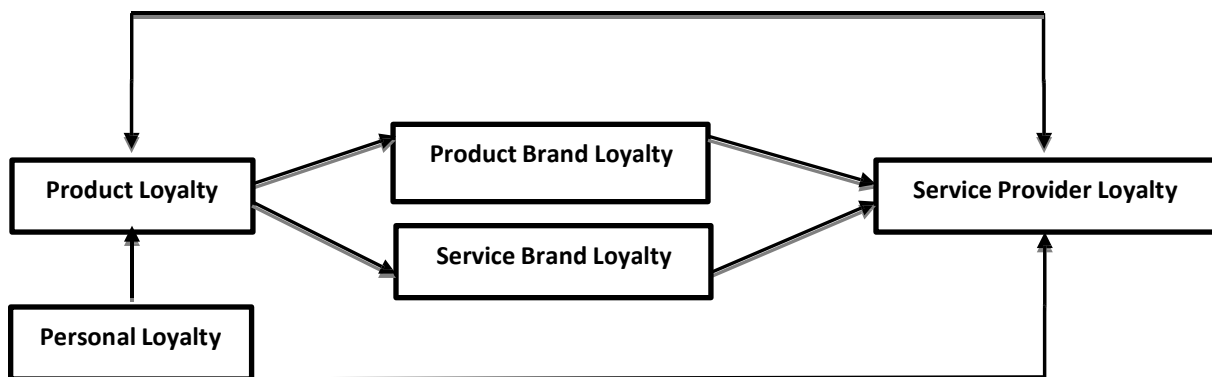 Product Brand Loyalty
Product Loyalty
Service Provider Loyalty
Service Brand Loyalty
Personal Loyalty